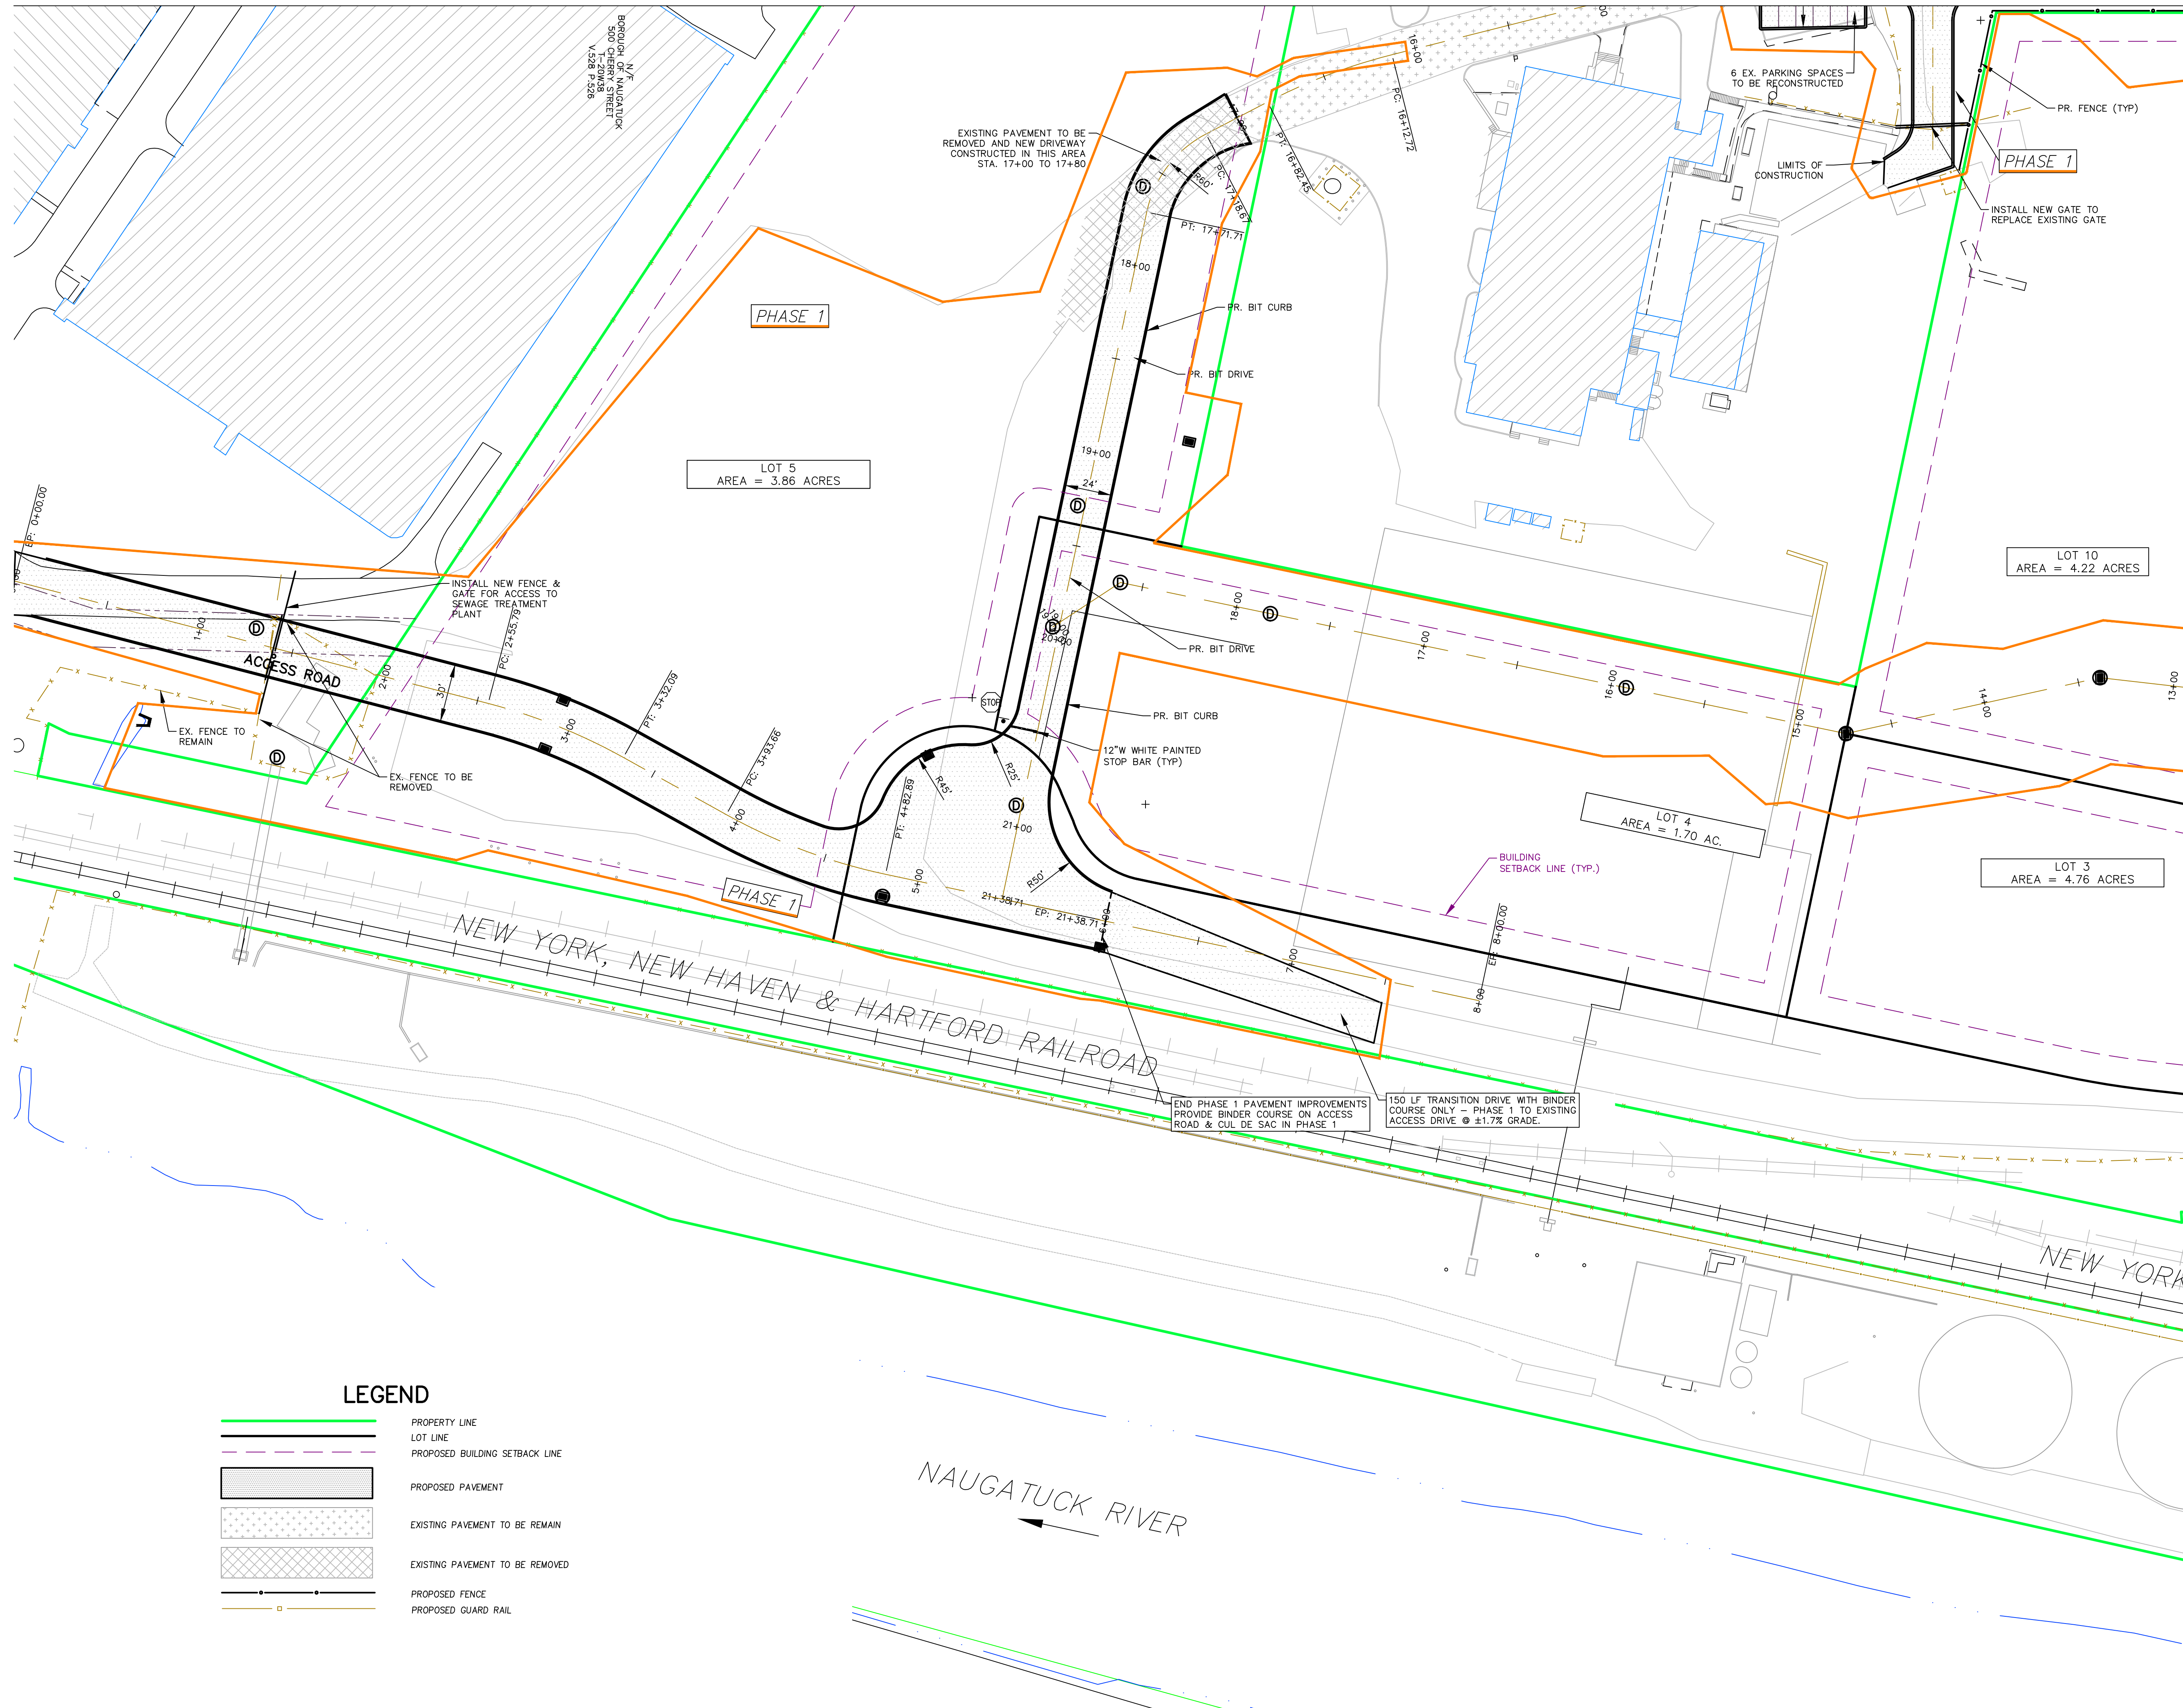 N/F
BOROUGH OF NAUGATUCK
500 CHERRY STREET
T-20W38
V.528 P.526
EXISTING PAVEMENT TO BE
REMOVED AND NEW DRIVEWAY
CONSTRUCTED IN THIS AREA
STA. 17+00 TO 17+80
16+00
PC: 16+12.72
PT: 16+82.45
17+00
PC: 17+18.67
R60'
PT: 17+71.71
18+00
6 EX. PARKING SPACES
TO BE RECONSTRUCTED
PR. FENCE (TYP)
PHASE 1
LIMITS OF
CONSTRUCTION
INSTALL NEW GATE TO
REPLACE EXISTING GATE
PHASE 1
PR. BIT CURB
PR. BIT DRIVE
19+00
24'
LOT 5
AREA = 3.86 ACRES
EP: 0+00.00
INSTALL NEW FENCE &
GATE FOR ACCESS TO
SEWAGE TREATMENT
PLANT
1+00
ACCESS ROAD
2+00
30'
PC: 2+55.79
3+00
PT: 3+32.09
PC: 3+93.66
4+00
EX. FENCE TO
REMAIN
EX. FENCE TO BE
REMOVED
LOT 10
AREA = 4.22 ACRES
20+00
PR. BIT DRIVE
STOP
PR. BIT CURB
12"W WHITE PAINTED
STOP BAR (TYP)
R25'
R45'
PT: 4+82.89
21+00
5+00
R50'
21+38.71
EP: 21+38.71
6+00
7+00
8+00
EP: 8+00.00
18+00
17+00
16+00
15+00
14+00
13+00
LOT 4
AREA = 1.70 AC.
BUILDING
SETBACK LINE (TYP.)
LOT 3
AREA = 4.76 ACRES
PHASE 1
NEW YORK, NEW HAVEN & HARTFORD RAILROAD
END PHASE 1 PAVEMENT IMPROVEMENTS
PROVIDE BINDER COURSE ON ACCESS
ROAD & CUL DE SAC IN PHASE 1
150 LF TRANSITION DRIVE WITH BINDER
COURSE ONLY – PHASE 1 TO EXISTING
ACCESS DRIVE @ ±1.7% GRADE.
NEW YORK
NAUGATUCK RIVER
LEGEND
PROPERTY LINE
LOT LINE
PROPOSED BUILDING SETBACK LINE
PROPOSED PAVEMENT
EXISTING PAVEMENT TO BE REMAIN
EXISTING PAVEMENT TO BE REMOVED
PROPOSED FENCE
PROPOSED GUARD RAIL